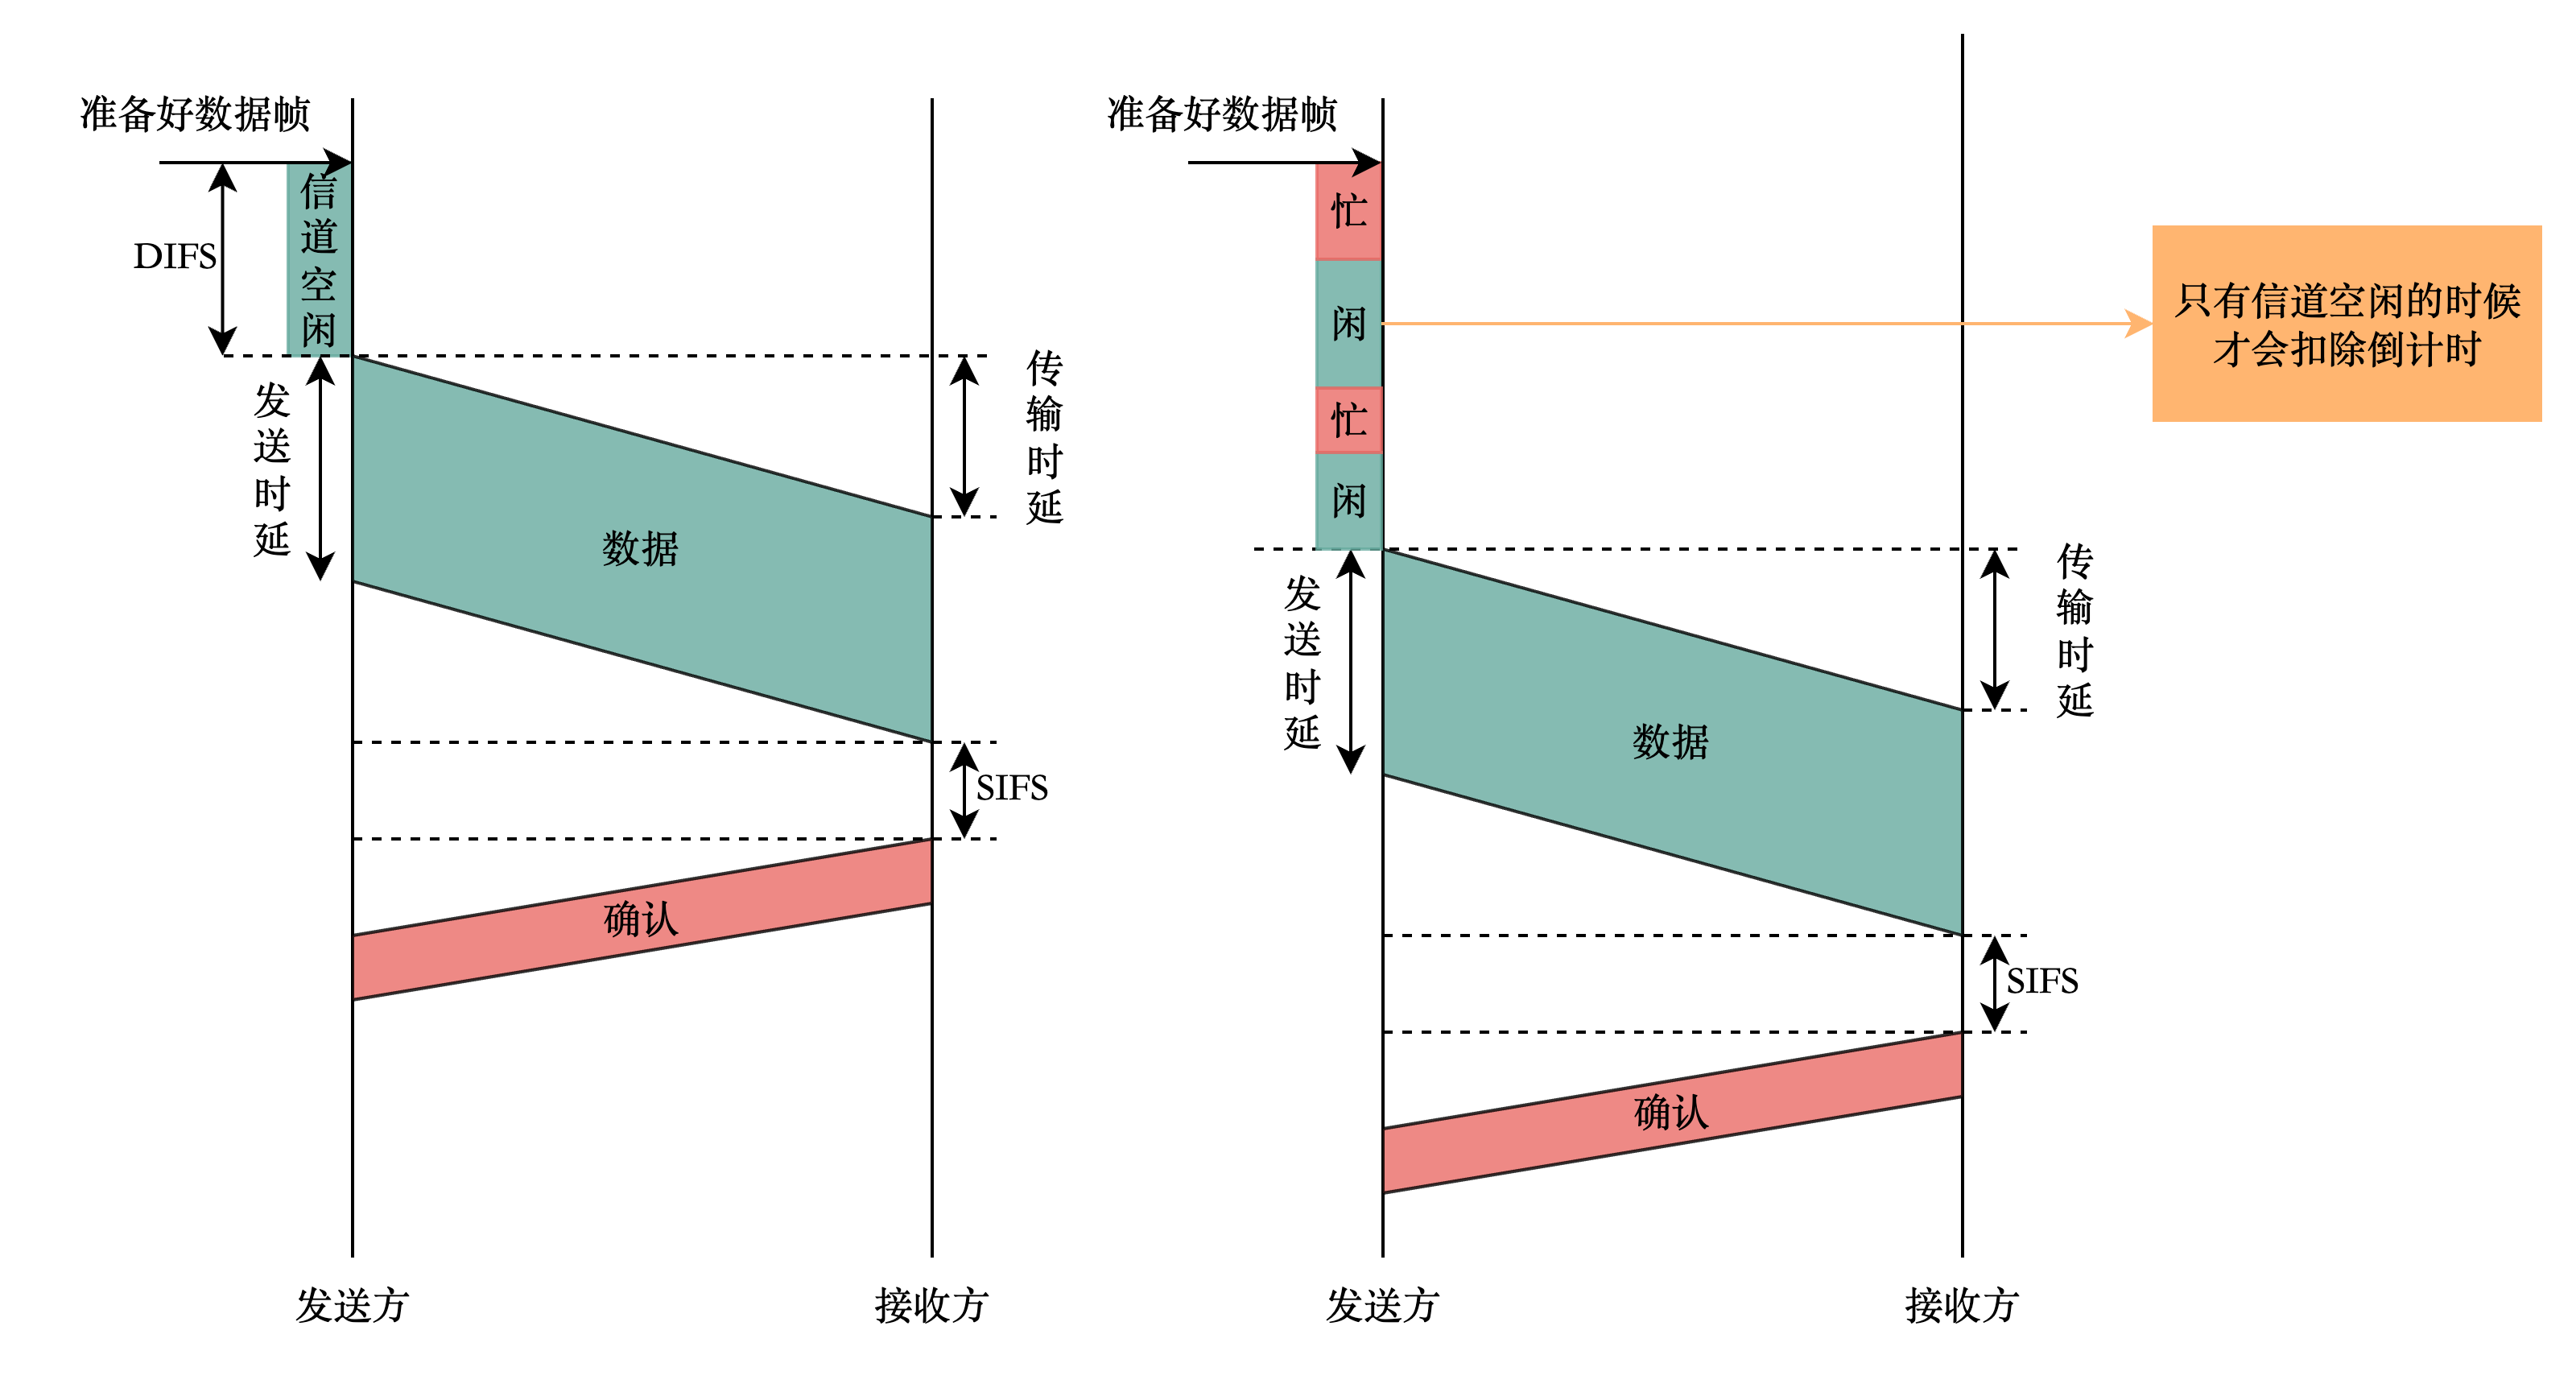 准备好数据帧
DIFS
信道空闲
发送时延
传输时延
数据
SIFS
确认
发送方
接收方
准备好数据帧
忙
闲
忙
闲
只有信道空闲的时候
才会扣除倒计时
发送时延
传输时延
数据
SIFS
确认
发送方
接收方